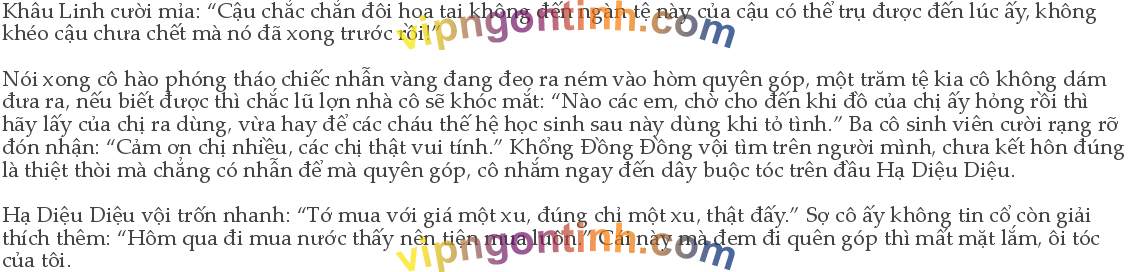 Khâu Linh cười mỉa: “Cậu chắc chắn đôi hoa tai không đến ngàn tệ này của cậu có thể trụ được đến lúc ấy, không
khéo cậu chưa chết mà nó đã xong trước rồi!”
vipngontinh.com
Nói xong cô hào phóng tháo chiếc nhẫn vàng đang đeo ra ném vào hòm quyên góp, một trăm tệ kia cô không dám
đưa ra, nếu biết được thì chắc lũ lợn nhà cô sẽ khóc mất: “Nào các em, chờ cho đến khi đồ của chị ấy hỏng rồi thì
hãy lấy của chị ra dùng, vừa hay để các cháu thế hệ học sinh sau này dùng khi tỏ tình.” Ba cô sinh viên cười rạng rỡ
đón nhận: “Cảm ơn chị nhiều, các chị thật vui tính.” Khổng Đồng Đồng vội tìm trên người mình, chưa kết hôn đúng
là thiệt thòi mà chẳng có nhẫn để mà quyên góp, cô nhắm ngay đến dây buộc tóc trên đầu Hạ Diệu Diệu.
Hạ Diệu Diệu vội trốn nhanh: “Tớ mua với giá một xu, đúng chỉ một xu, thật đấy.” Sợ cô ấy không tin cổ còn giải
thích thêm: “Hôm qua đi mua nước thấy nên tiện mua luôn.” Cái này mà đem đi quên góp thì mất mặt lắm, ôi tóc
của tôi.
vipngontinh.com